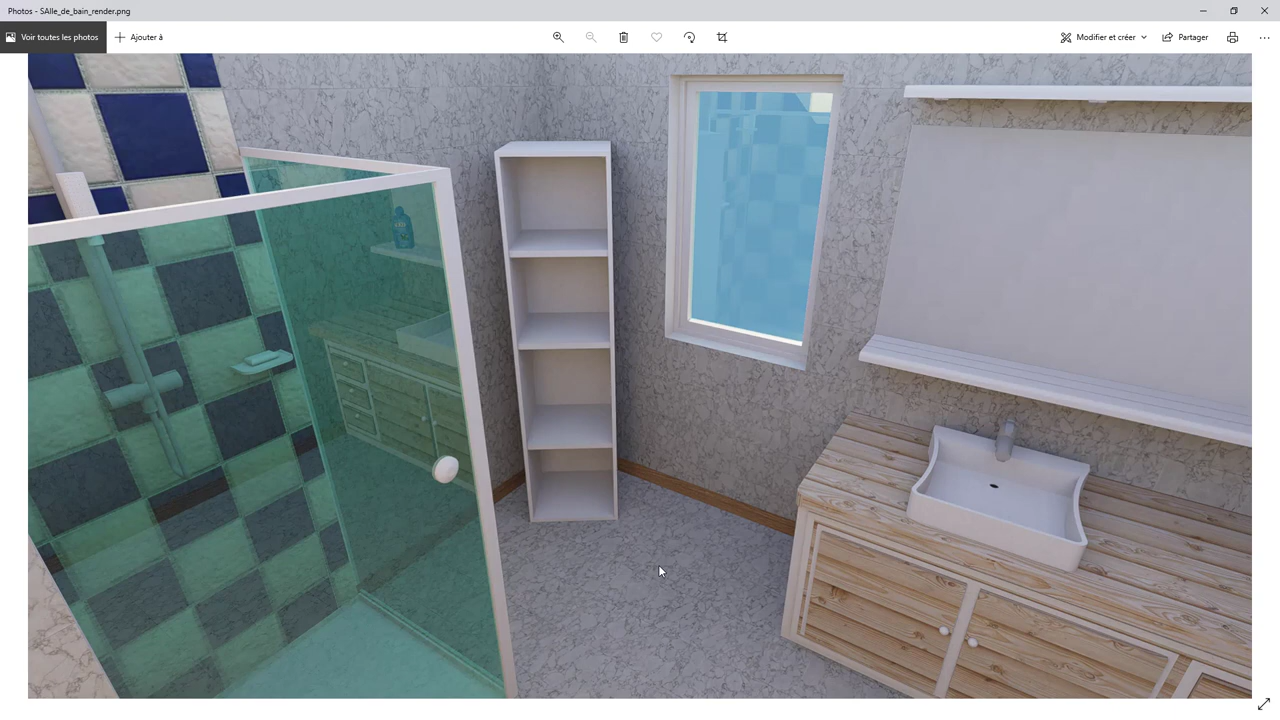 Photos - SAlle_de_bain_render.png
Voir toutes les photos
Ajouter à
Modifier et créer
Partager